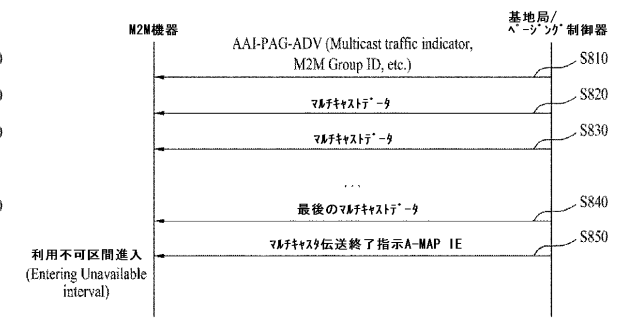 M2M機器
基地局/
ページング制御器
AAI-PAG-ADV (Multicast traffic indicator,
M2M Group ID, etc.)
S810
マルチキャストデータ
S820
マルチキャストデータ
S830
...
最後のマルチキャストデータ
S840
マルチキャスタ伝送終了指示A-MAP IE
S850
利用不可区間進入
(Entering Unavailable
interval)